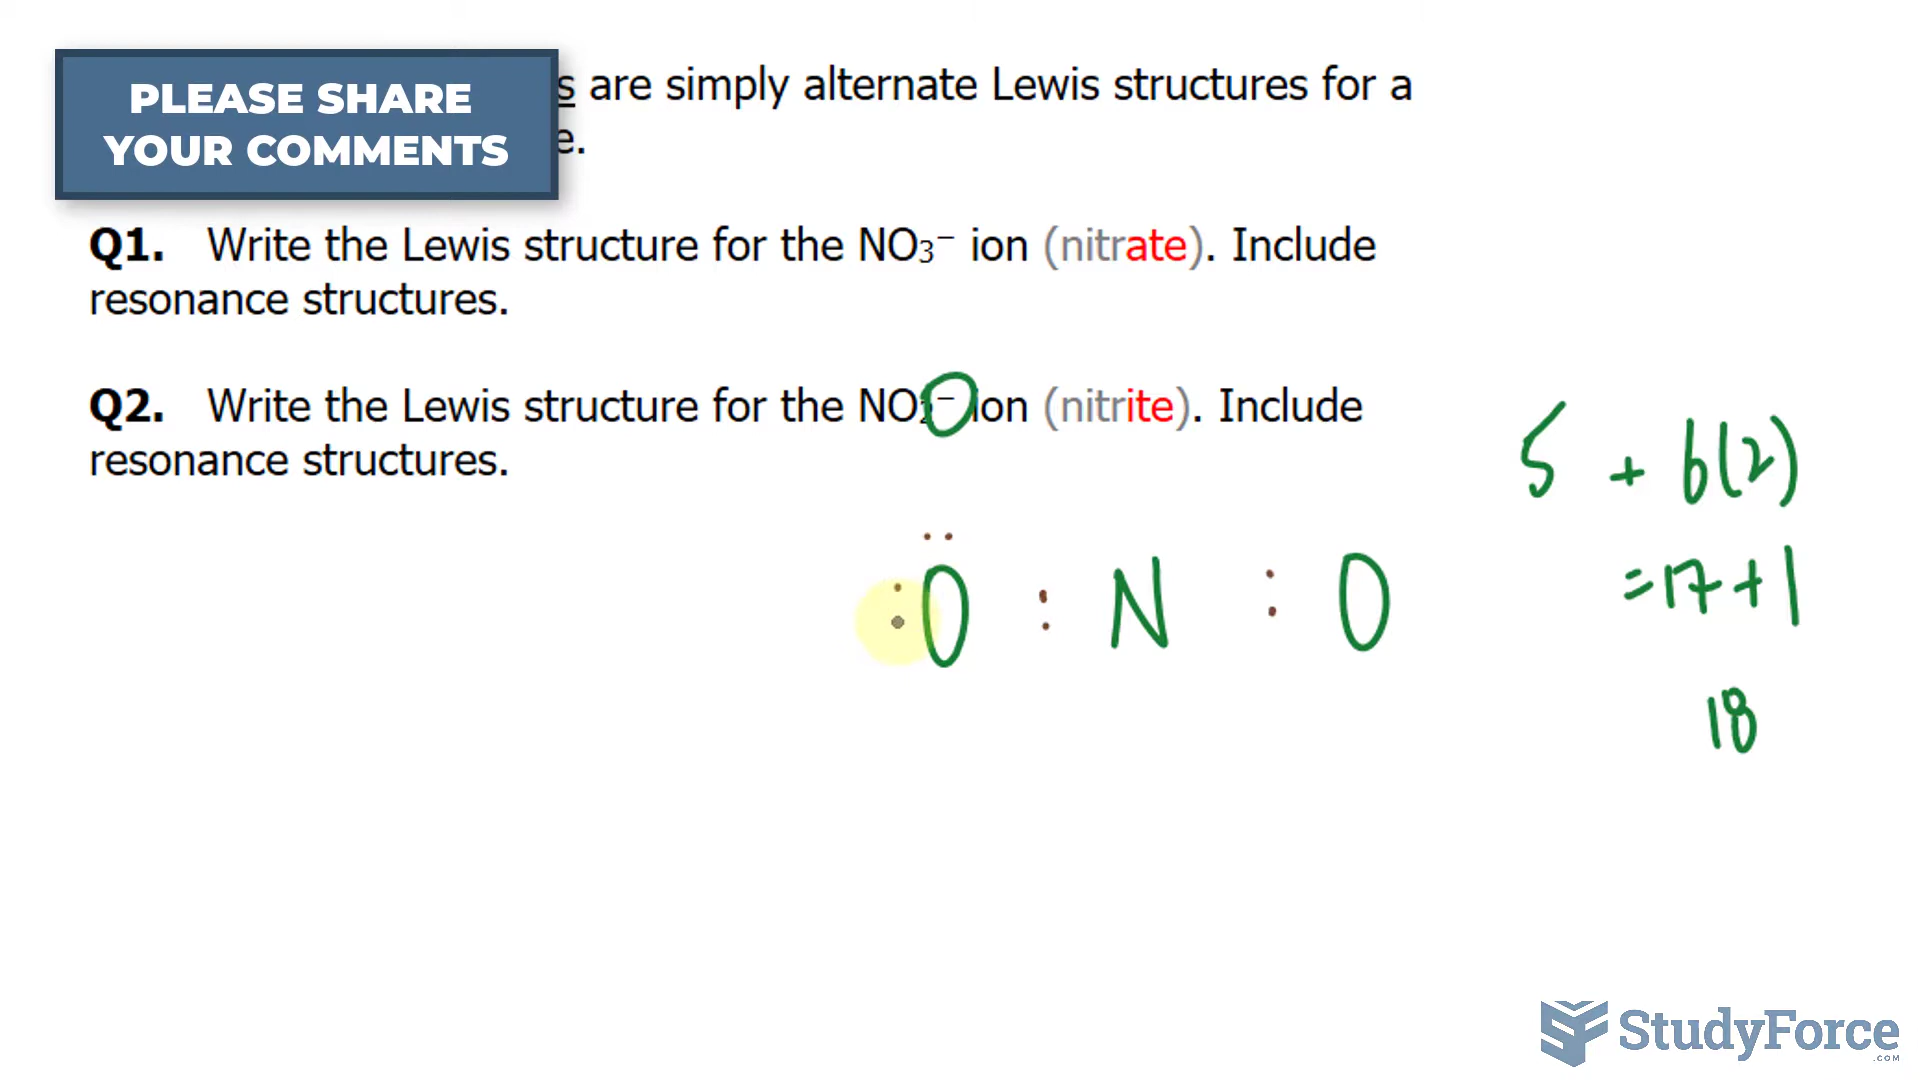 PLEASE SHARE
YOUR COMMENTS
s are simply alternate Lewis structures for a
e.
Q1. Write the Lewis structure for the NO₃⁻ ion (nitrate). Include
resonance structures.
Q2. Write the Lewis structure for the NO₂⁻ ion (nitrite). Include
resonance structures.
5 + 6(2)
= 17 + 1
18
O : N : O
StudyForce
.COM